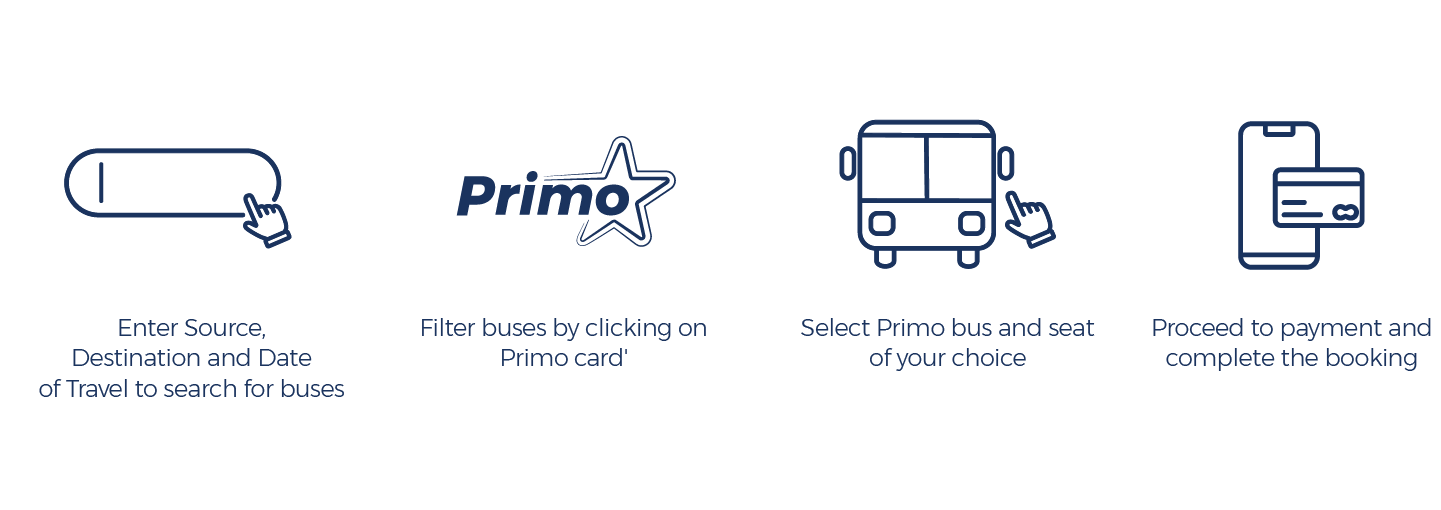 Primo
Enter Source,
Destination and Date
of Travel to search for buses
Filter buses by clicking on
Primo card'
Select Primo bus and seat
of your choice
Proceed to payment and
complete the booking